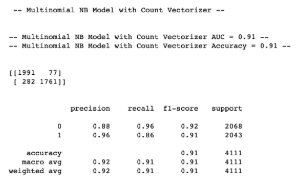 -- Multinomial NB Model with Count Vectorizer --
-- Multinomial NB Model with Count Vectorizer AUC = 0.91 --
-- Multinomial NB Model with Count Vectorizer Accuracy = 0.91 --
[[1991 77]
[ 282 1761]]
precision recall f1-score support
0 0.88 0.96 0.92 2068
1 0.96 0.86 0.91 2043
accuracy 0.91 4111
macro avg 0.92 0.91 0.91 4111
weighted avg 0.92 0.91 0.91 4111